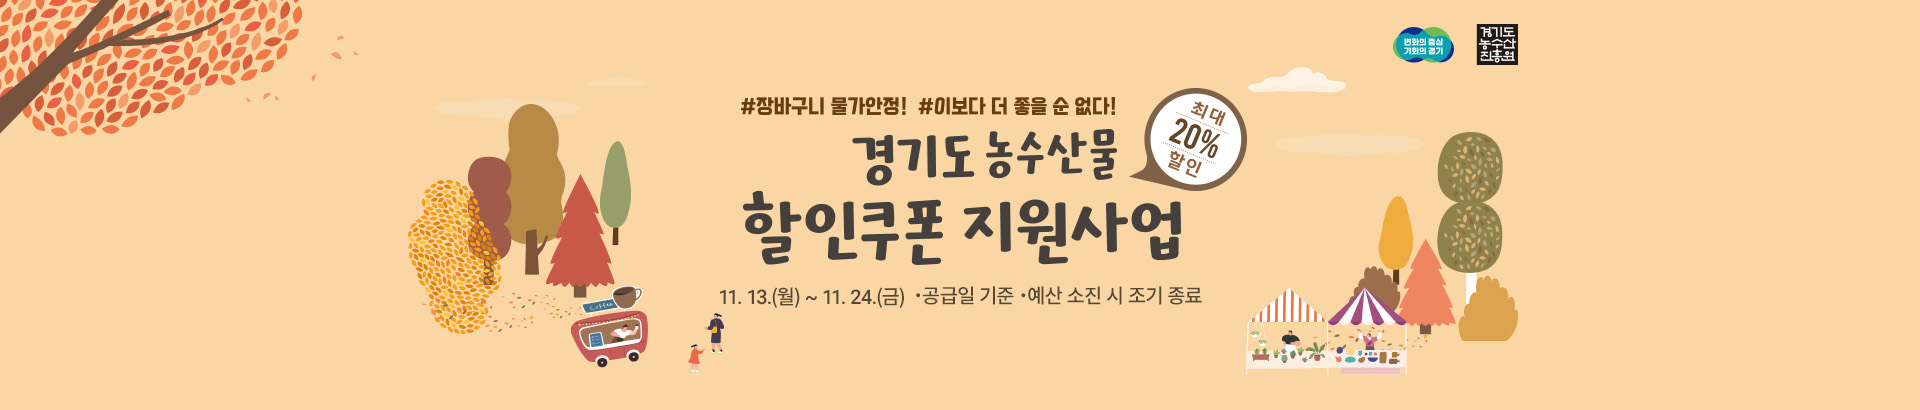 변화의 중심
기회의 경기
경기도
농수산
진흥원
#장바구니 물가안정! #이보다 더 좋을 순 없다!
최대
20%
할인
경기도 농수산물
할인쿠폰 지원사업
11. 13.(월) ~ 11. 24.(금) ·공급일 기준 ·예산 소진 시 조기 종료
Coffee